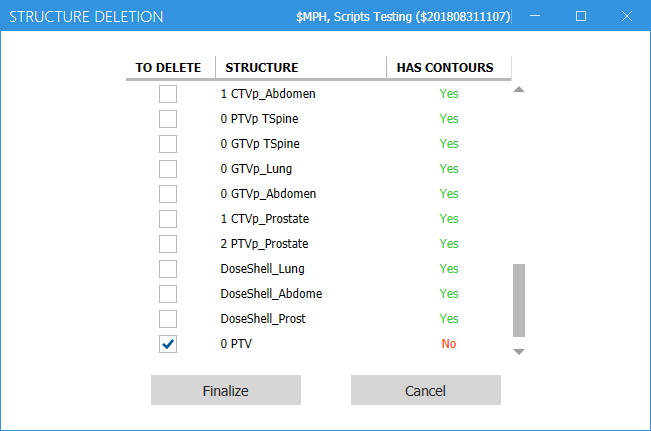 STRUCTURE DELETION $MPH, Scripts Testing ($201808311107)
TO DELETE STRUCTURE HAS CONTOURS
1 CTVp_Abdomen Yes
0 PTVp TSpine Yes
0 GTVp TSpine Yes
0 GTVp_Lung Yes
0 GTVp_Abdomen Yes
1 CTVp_Prostate Yes
2 PTVp_Prostate Yes
DoseShell_Lung Yes
DoseShell_Abdome Yes
DoseShell_Prost Yes
0 PTV No
Finalize Cancel